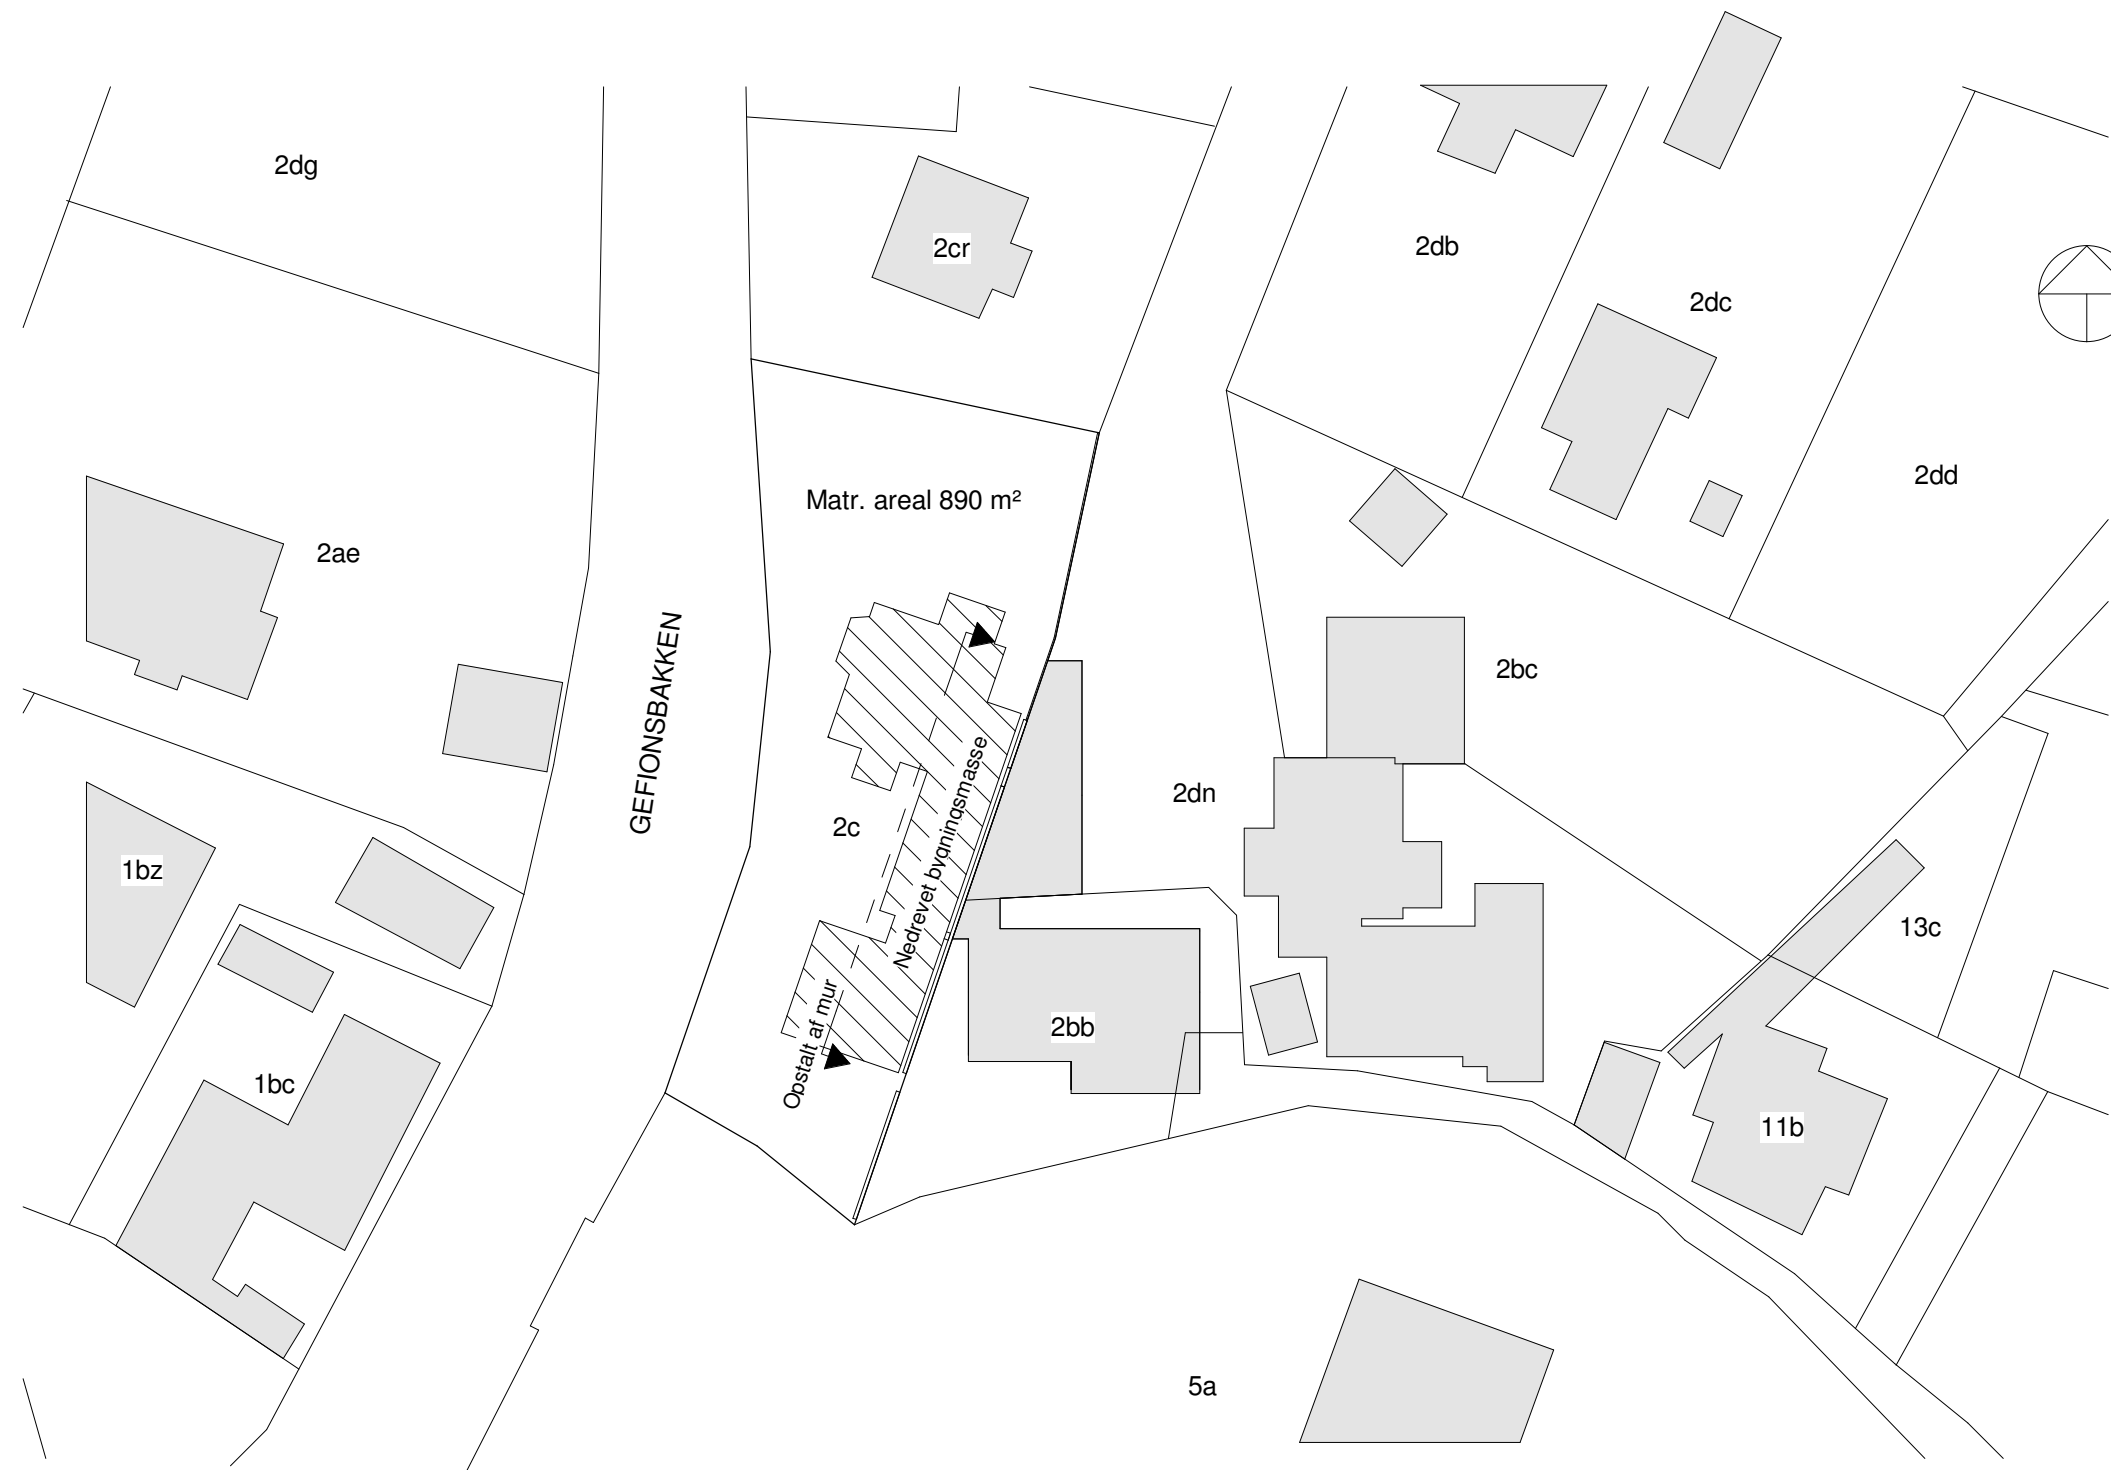 2dg
2cr
2db
2dc
2dd
Matr. areal 890 m²
2ae
GEFIONSBAKKEN
2bc
2dn
2c
Nedrevet bygningsmasse
1bz
13c
Opstalt af mur
2bb
1bc
11b
5a